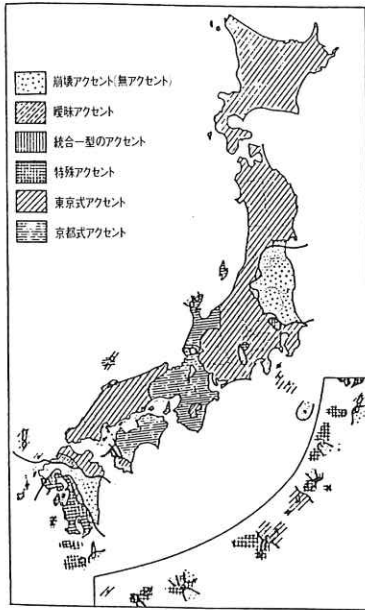 崩壊アクセント(無アクセント)
曖昧アクセント
統合一型のアクセント
特殊アクセント
東京式アクセント
京都式アクセント